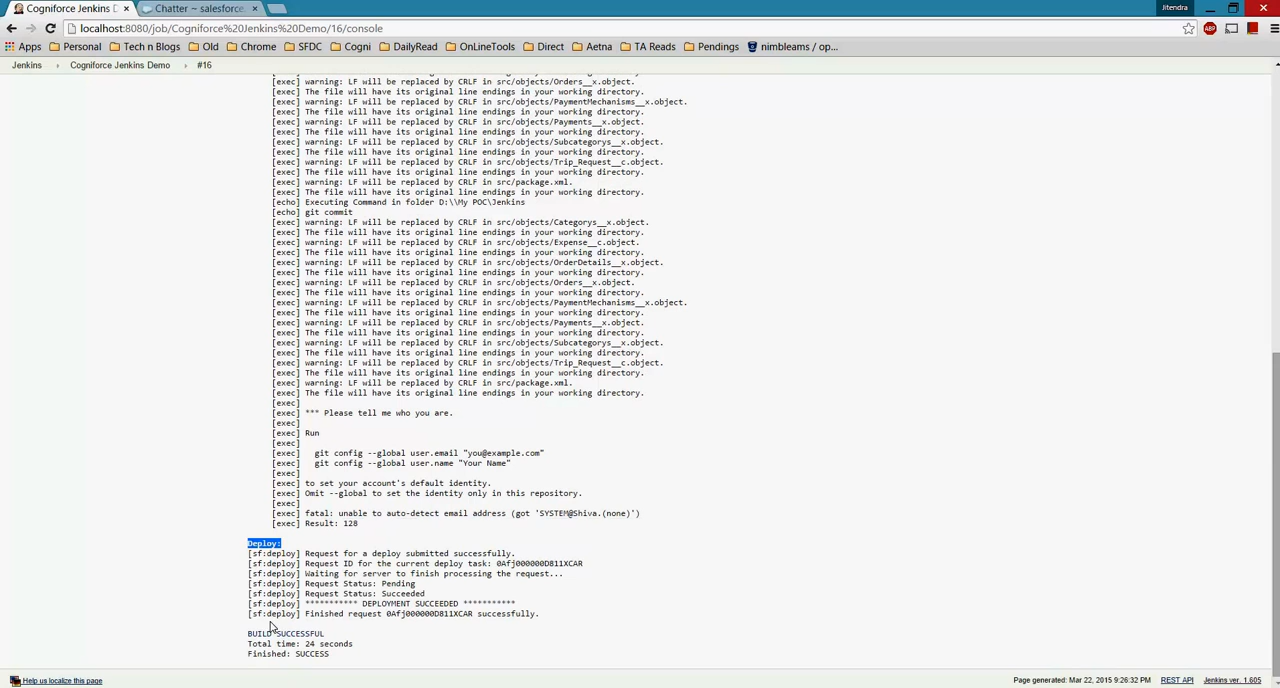 Cogniforce Jenkins D
Chatter ~ salesforce.
Jitendra
localhost:8080/job/Cogniforce%20Jenkins%20Demo/16/console
Apps Personal Tech n Blogs Old Chrome SFDC Cogni DailyRead OnLineTools Direct Aetna TA Reads Pendings nimbleams / op...
ABP
Jenkins Cogniforce Jenkins Demo #16
[exec] warning: LF will be replaced by CRLF in src/objects/Orders__x.object.
[exec] The file will have its original line endings in your working directory.
[exec] warning: LF will be replaced by CRLF in src/objects/PaymentMechanisms__x.object.
[exec] The file will have its original line endings in your working directory.
[exec] warning: LF will be replaced by CRLF in src/objects/Payments__x.object.
[exec] The file will have its original line endings in your working directory.
[exec] warning: LF will be replaced by CRLF in src/objects/Subcategorys__x.object.
[exec] The file will have its original line endings in your working directory.
[exec] warning: LF will be replaced by CRLF in src/objects/Trip_Request__c.object.
[exec] The file will have its original line endings in your working directory.
[exec] warning: LF will be replaced by CRLF in src/package.xml.
[exec] The file will have its original line endings in your working directory.
[echo] Executing Command in folder D:\\My POC\Jenkins
[echo] git commit
[exec] warning: LF will be replaced by CRLF in src/objects/Categorys__x.object.
[exec] The file will have its original line endings in your working directory.
[exec] warning: LF will be replaced by CRLF in src/objects/Expense__c.object.
[exec] The file will have its original line endings in your working directory.
[exec] warning: LF will be replaced by CRLF in src/objects/OrderDetails__x.object.
[exec] The file will have its original line endings in your working directory.
[exec] warning: LF will be replaced by CRLF in src/objects/Orders__x.object.
[exec] The file will have its original line endings in your working directory.
[exec] warning: LF will be replaced by CRLF in src/objects/PaymentMechanisms__x.object.
[exec] The file will have its original line endings in your working directory.
[exec] warning: LF will be replaced by CRLF in src/objects/Payments__x.object.
[exec] The file will have its original line endings in your working directory.
[exec] warning: LF will be replaced by CRLF in src/objects/Subcategorys__x.object.
[exec] The file will have its original line endings in your working directory.
[exec] warning: LF will be replaced by CRLF in src/objects/Trip_Request__c.object.
[exec] The file will have its original line endings in your working directory.
[exec] warning: LF will be replaced by CRLF in src/package.xml.
[exec] The file will have its original line endings in your working directory.
[exec]
[exec] *** Please tell me who you are.
[exec]
[exec] Run
[exec]
[exec] git config --global user.email "you@example.com"
[exec] git config --global user.name "Your Name"
[exec]
[exec] to set your account's default identity.
[exec] Omit --global to set the identity only in this repository.
[exec]
[exec] fatal: unable to auto-detect email address (got 'SYSTEM@Shiva.(none)')
[exec] Result: 128
Deploy:
[sf:deploy] Request for a deploy submitted successfully.
[sf:deploy] Request ID for the current deploy task: 0Afj000000D811XCAR
[sf:deploy] Waiting for server to finish processing the request...
[sf:deploy] Request Status: Pending
[sf:deploy] Request Status: Succeeded
[sf:deploy] *********** DEPLOYMENT SUCCEEDED ***********
[sf:deploy] Finished request 0Afj000000D811XCAR successfully.
BUILD SUCCESSFUL
Total time: 24 seconds
Finished: SUCCESS
Help us localize this page
Page generated: Mar 22, 2015 9:26:32 PM REST API Jenkins ver. 1.605